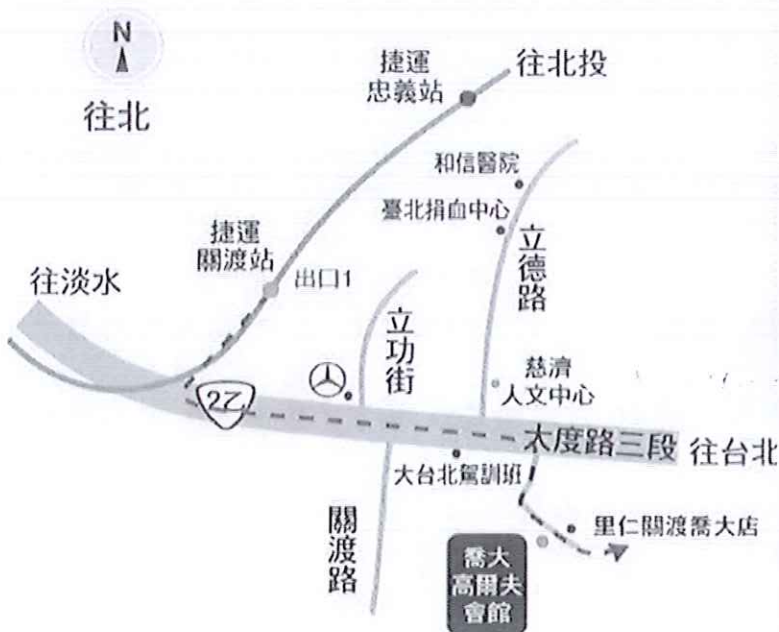 N
往北
捷運
忠義站
往北投
和信醫院
臺北捐血中心
立德路
捷運
關渡站
出口1
往淡水
立功街
慈濟
人文中心
2乙
大度路三段
往台北
大台北駕訓班
關渡路
里仁關渡喬大店
喬大
高爾夫
會館